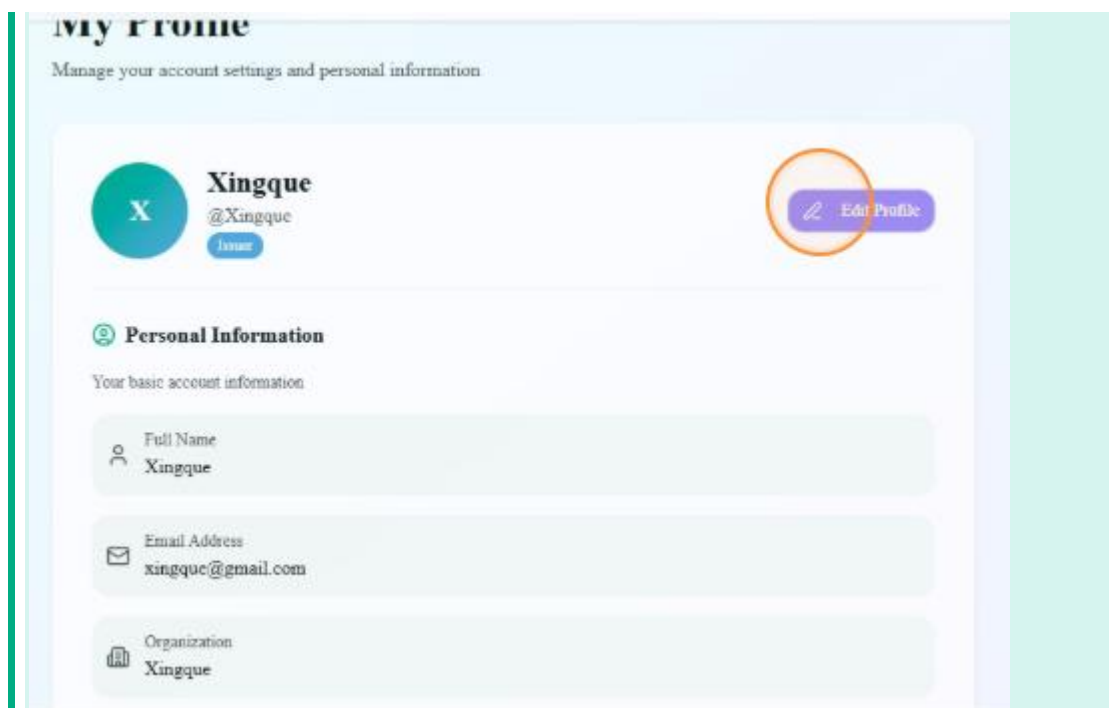 My Profile
Manage your account settings and personal information
X
Xingque
@Xingque
Issuer
Edit Profile
Personal Information
Your basic account information
Full Name
Xingque
Email Address
xingque@gmail.com
Organization
Xingque